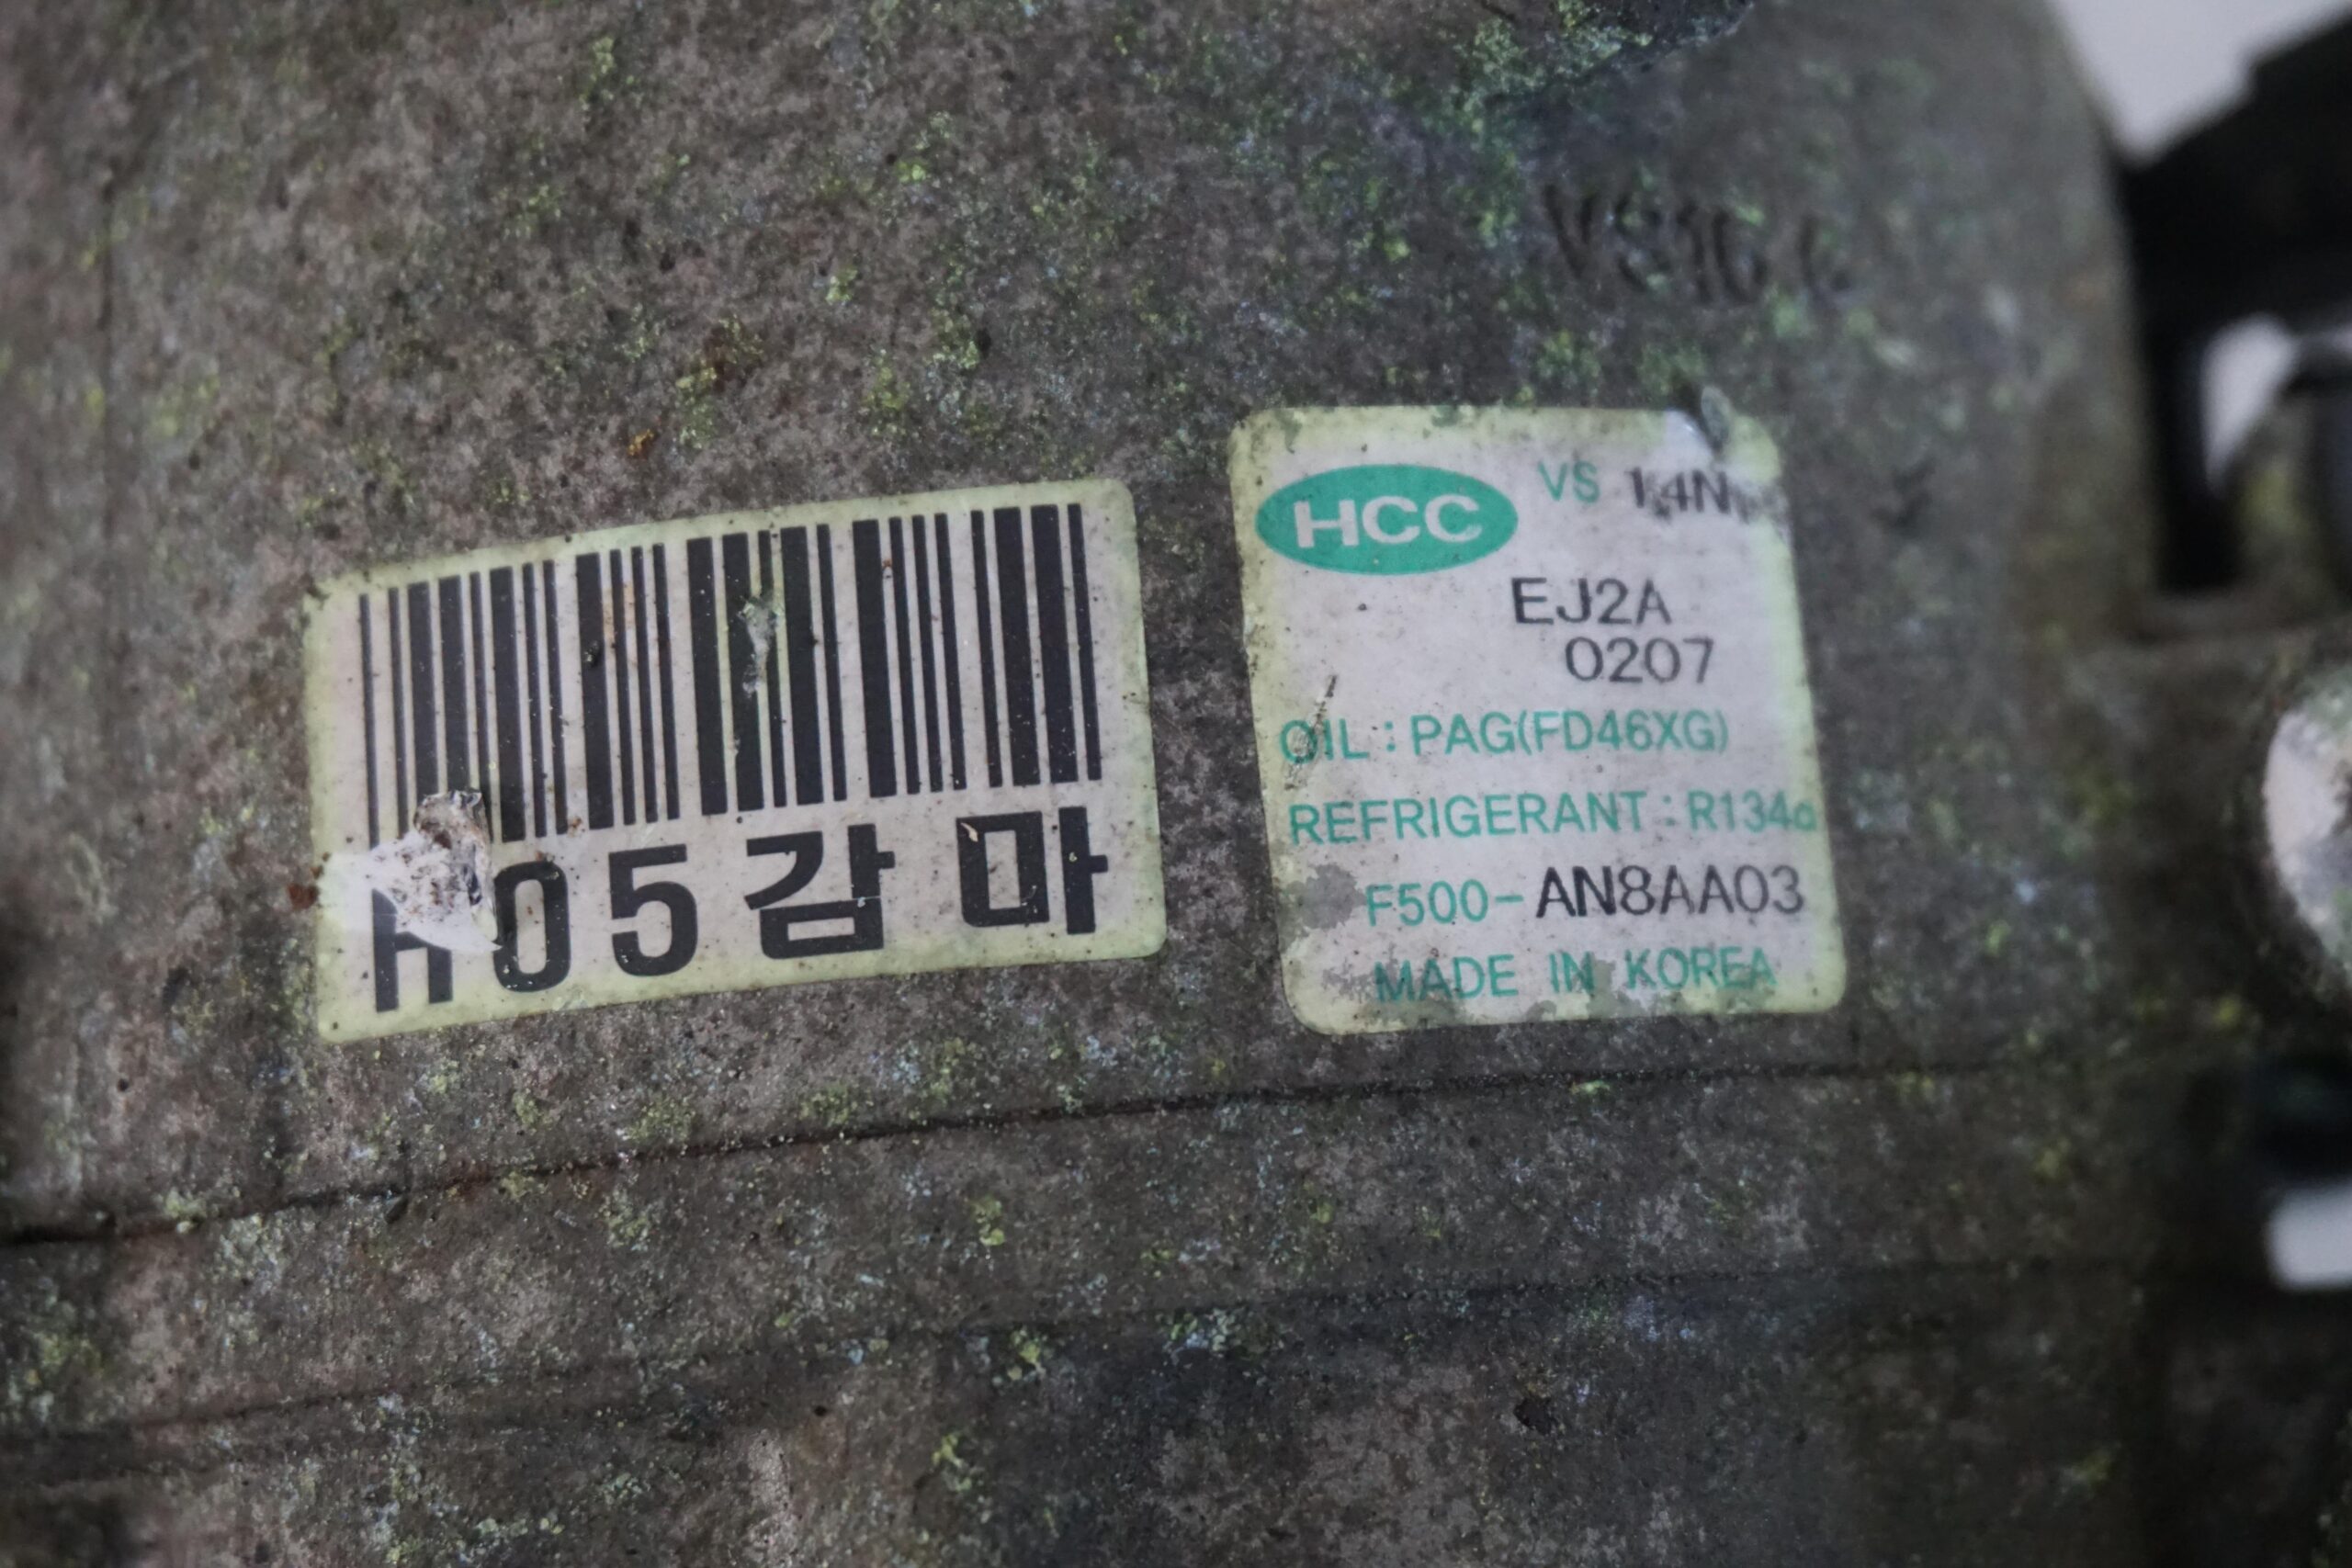 H05감마
HCC
VS 14N
EJ2A
0207
OIL : PAG(FD46XG)
REFRIGERANT : R134a
F500-AN8AA03
MADE IN KOREA